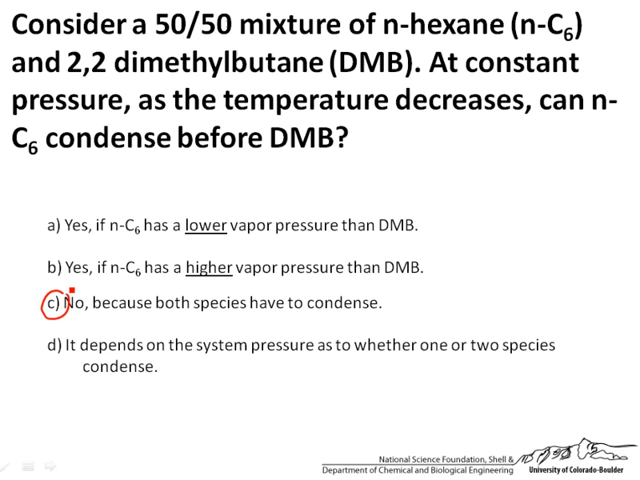 Consider a 50/50 mixture of n-hexane (n-C₆)
and 2,2 dimethylbutane (DMB). At constant
pressure, as the temperature decreases, can n-
C₆ condense before DMB?
a) Yes, if n-C₆ has a lower vapor pressure than DMB.
b) Yes, if n-C₆ has a higher vapor pressure than DMB.
c) No, because both species have to condense.
d) It depends on the system pressure as to whether one or two species
condense.
National Science Foundation, Shell &
Department of Chemical and Biological Engineering
University of Colorado-Boulder